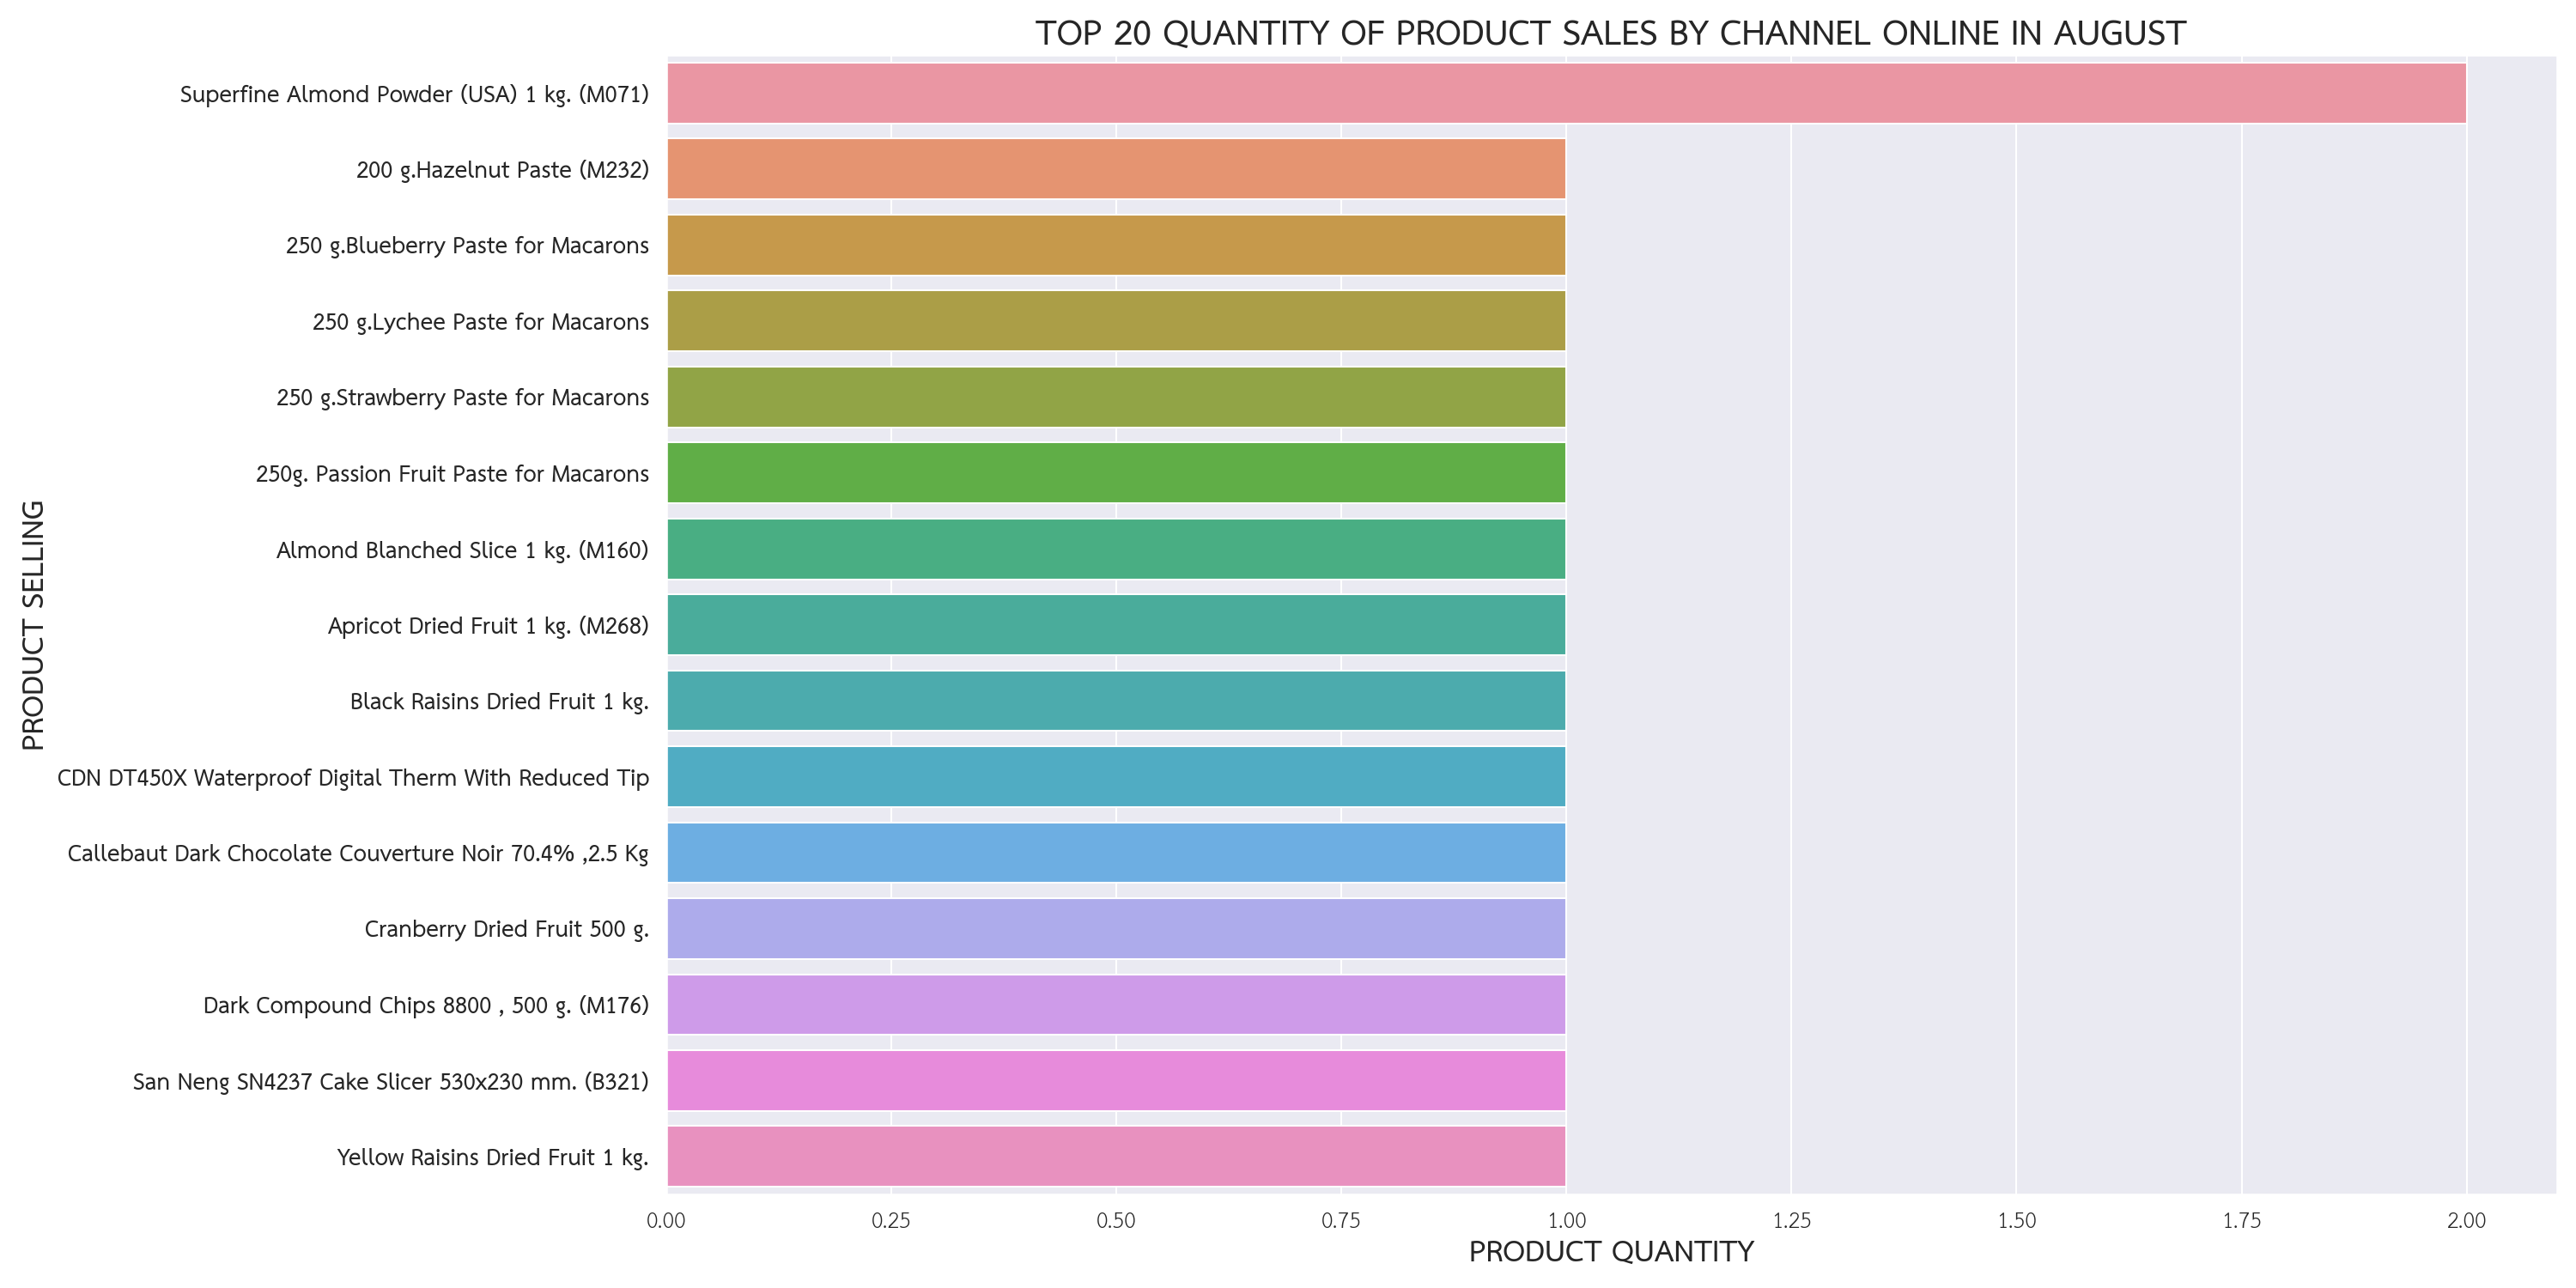 TOP 20 QUANTITY OF PRODUCT SALES BY CHANNEL ONLINE IN AUGUST
PRODUCT SELLING
Superfine Almond Powder (USA) 1 kg. (M071)
200 g.Hazelnut Paste (M232)
250 g.Blueberry Paste for Macarons
250 g.Lychee Paste for Macarons
250 g.Strawberry Paste for Macarons
250g. Passion Fruit Paste for Macarons
Almond Blanched Slice 1 kg. (M160)
Apricot Dried Fruit 1 kg. (M268)
Black Raisins Dried Fruit 1 kg.
CDN DT450X Waterproof Digital Therm With Reduced Tip
Callebaut Dark Chocolate Couverture Noir 70.4% ,2.5 Kg
Cranberry Dried Fruit 500 g.
Dark Compound Chips 8800 , 500 g. (M176)
San Neng SN4237 Cake Slicer 530x230 mm. (B321)
Yellow Raisins Dried Fruit 1 kg.
0.00 0.25 0.50 0.75 1.00 1.25 1.50 1.75 2.00
PRODUCT QUANTITY